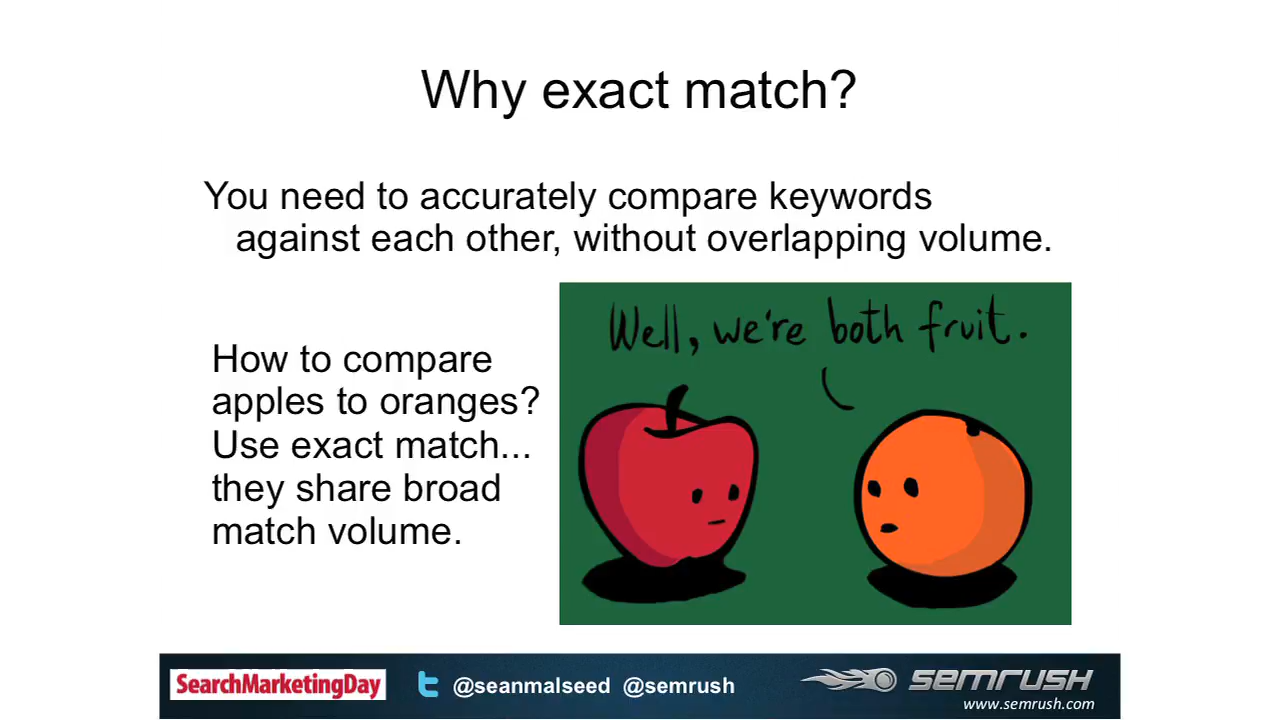 Why exact match?
You need to accurately compare keywords
against each other, without overlapping volume.
How to compare
apples to oranges?
Use exact match...
they share broad
match volume.
Well, we're both fruit.
SearchMarketingDay
@seanmalseed @semrush
SEMRUSH
www.semrush.com